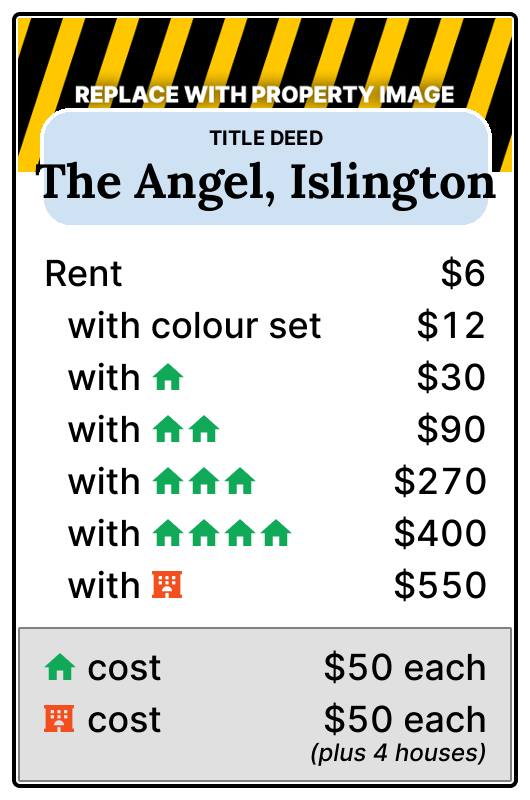 REPLACE WITH PROPERTY IMAGE
TITLE DEED
The Angel, Islington
Rent $6
with colour set $12
with $30
with $90
with $270
with $400
with $550
cost $50 each
cost $50 each
(plus 4 houses)